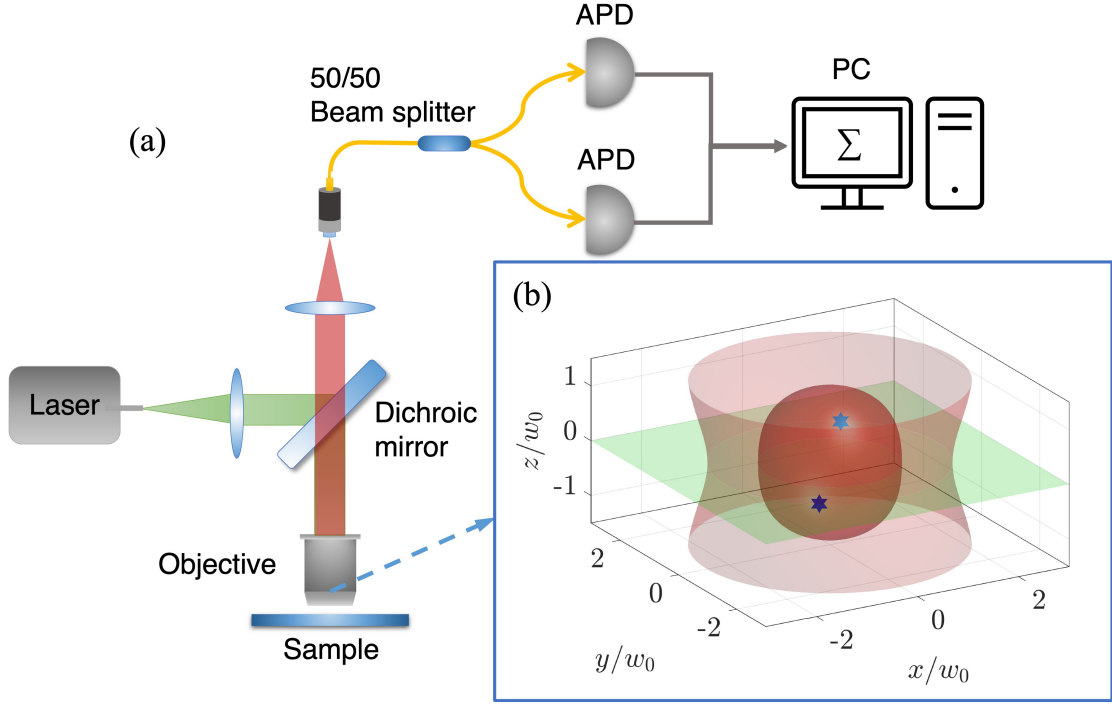 APD
50/50
Beam splitter
PC
(a)
Σ
APD
(b)
Laser
Dichroic
mirror
1
0
-1
z/w₀
Objective
2
0
-2
y/w₀
-2
0
2
x/w₀
Sample